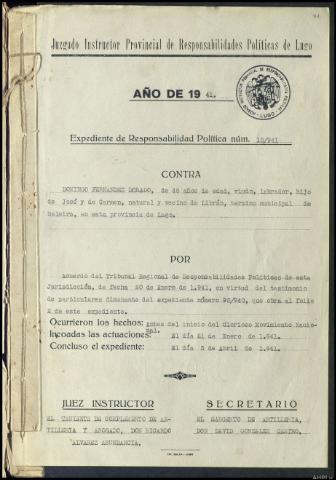 Juzgado Instructor Provincial de Responsabilidades Políticas de Lugo
AÑO DE 1941.
Expediente de Responsabilidad Política núm. 10/941
CONTRA
DOMINGO FERNANDEZ DORADO, de 48 años de edad, viudo, labrador, hijo
de José y de Carmen, natural y vecino de Librán, termino municipal de
Baleira, en esta provincia de Lugo.
POR
Acuerdo del Tribunal Regional de Responsabilidades Políticas de esta
Jurisdicción, de fecha 20 de Enero de 1.941, en virtud del testimonio
de particulares dimanante del expediente número 90/940, que obra al folio
2 de este expediente.
Ocurrieron los hechos: Antes del inicio del Glorioso Movimiento Nacio-
nal.
Incoadas las actuaciones: El día 21 de Enero de 1.941.
Concluso el expediente: El día 5 de Abril de 1.941.
JUEZ INSTRUCTOR SECRETARIO
EL TENIENTE DE COMPLEMENTO DE AR- EL SARGENTO DE ARTILLERIA,
TILLERIA Y ABOGADO, DON RICARDO DON DAVID GONZALEZ CASTRO,
ALVAREZ ABUNDANCIA,